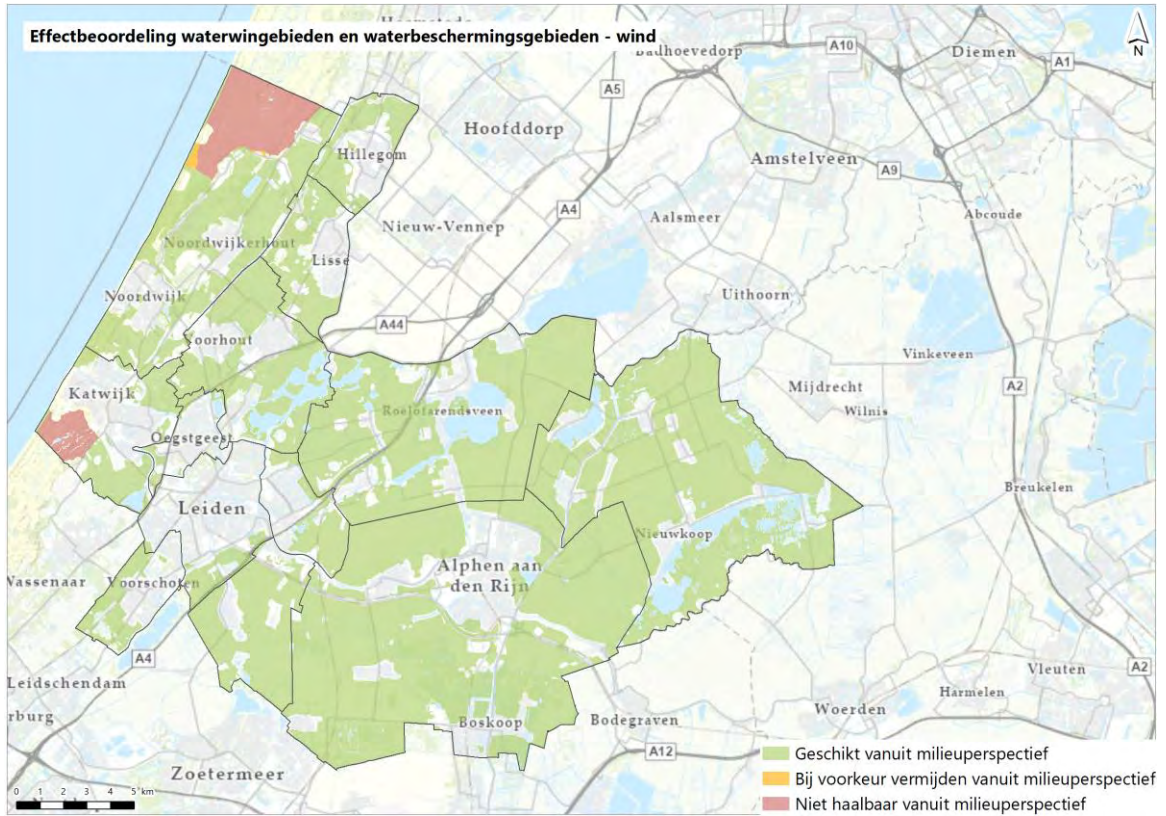 Effectbeoordeling waterwingebieden en waterbeschermingsgebieden - wind
N
Badhoevedorp
A10
Diemen
A1
A5
Hoofddorp
Hillegom
Amstelveen
A9
A4
Nieuw-Vennep
Aalsmeer
Abcoude
Noordwijkerhout
Lisse
Uithoorn
Noordwijk
A44
Voorhout
Vinkeveen
A2
Katwijk
Mijdrecht
Wilnis
Roelofarendsveen
Oegstgeest
Leiden
Breukelen
Nieuwkoop
Alphen aan
den Rijn
Wassenaar
Voorschoten
A4
Vleuten
A2
Leidschendam
Harmelen
rburg
Woerden
Boskoop
Bodegraven
A12
Zoetermeer
Geschikt vanuit milieuperspectief
Bij voorkeur vermijden vanuit milieuperspectief
Niet haalbaar vanuit milieuperspectief
0 1 2 3 4 5 km